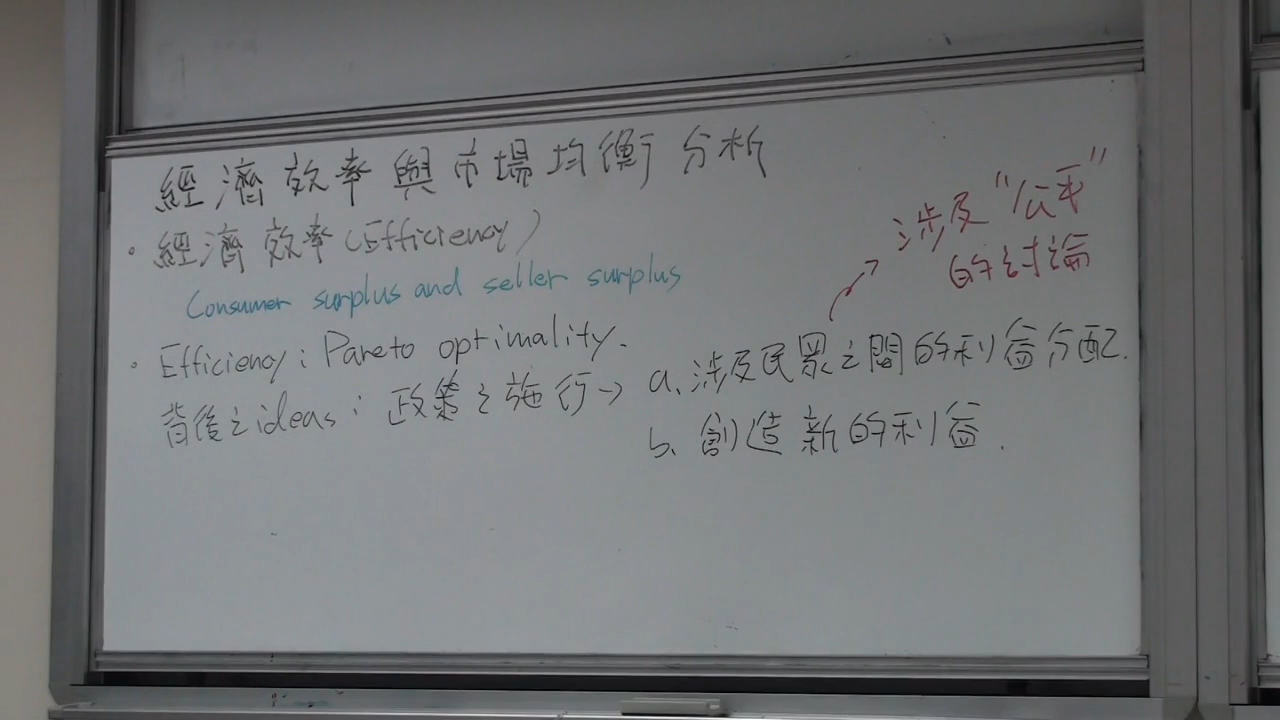 經濟效率與市場均衡分析
• 經濟效率(Efficiency)
Consumer surplus and seller surplus
• Efficiency: Pareto optimality.
背後之ideas: 政策之施行→
a. 涉及民眾之間的利益分配.
b. 創造新的利益.
涉及"公平"
的討論